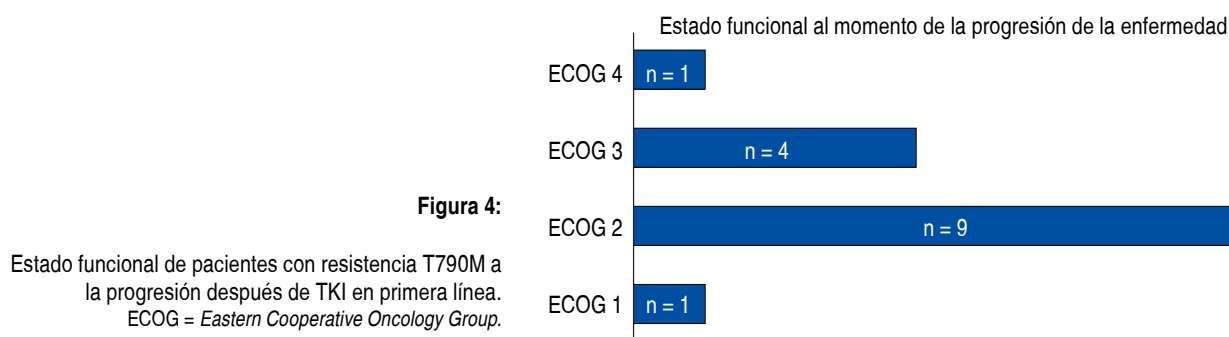 Estado funcional al momento de la progresión de la enfermedad
ECOG 4 n = 1
ECOG 3 n = 4
ECOG 2 n = 9
ECOG 1 n = 1
Figura 4:
Estado funcional de pacientes con resistencia T790M a
la progresión después de TKI en primera línea.
ECOG = Eastern Cooperative Oncology Group.